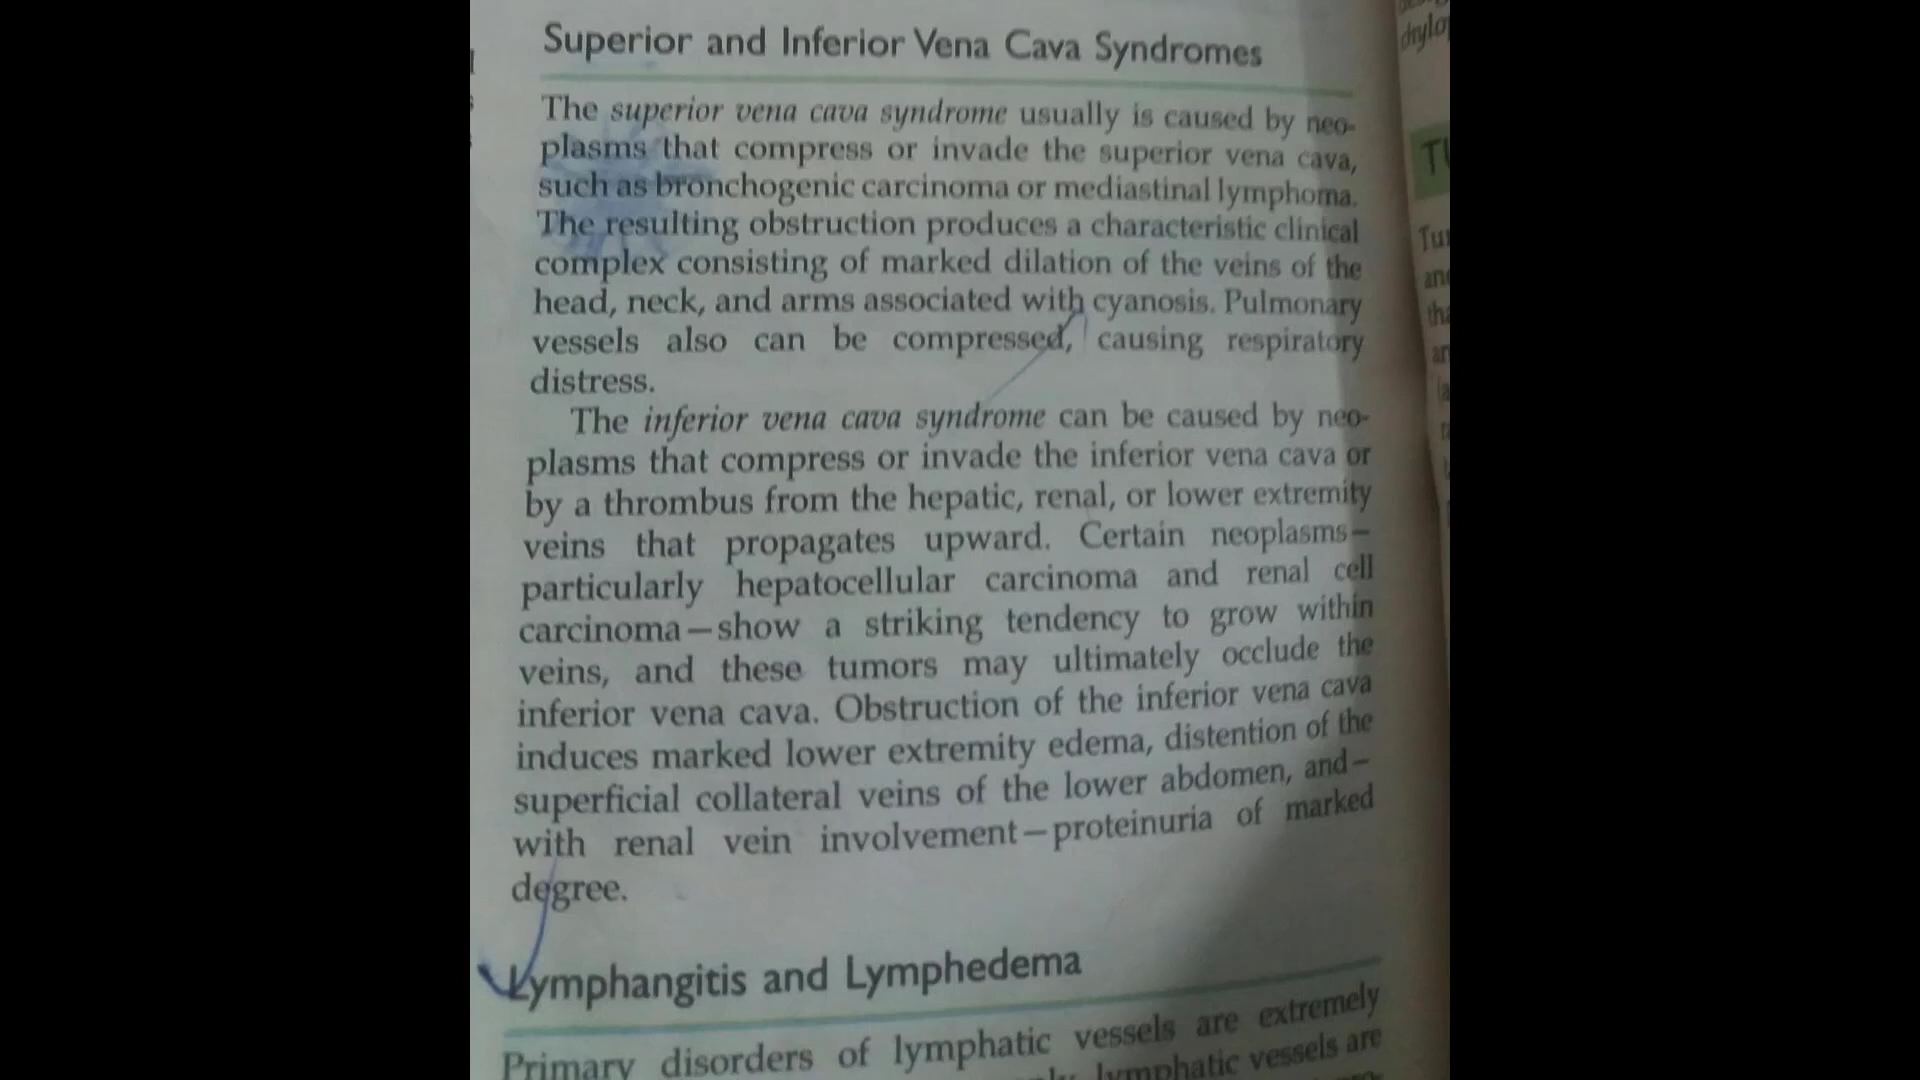 Superior and Inferior Vena Cava Syndromes
The superior vena cava syndrome usually is caused by neo-
plasms that compress or invade the superior vena cava,
such as bronchogenic carcinoma or mediastinal lymphoma.
The resulting obstruction produces a characteristic clinical
complex consisting of marked dilation of the veins of the
head, neck, and arms associated with cyanosis. Pulmonary
vessels also can be compressed, causing respiratory
distress.
The inferior vena cava syndrome can be caused by neo-
plasms that compress or invade the inferior vena cava or
by a thrombus from the hepatic, renal, or lower extremity
veins that propagates upward. Certain neoplasms—
particularly hepatocellular carcinoma and renal cell
carcinoma—show a striking tendency to grow within
veins, and these tumors may ultimately occlude the
inferior vena cava. Obstruction of the inferior vena cava
induces marked lower extremity edema, distention of the
superficial collateral veins of the lower abdomen, and—
with renal vein involvement—proteinuria of marked
degree.
Lymphangitis and Lymphedema
Primary disorders of lymphatic vessels are extremely
lymphatic vessels are